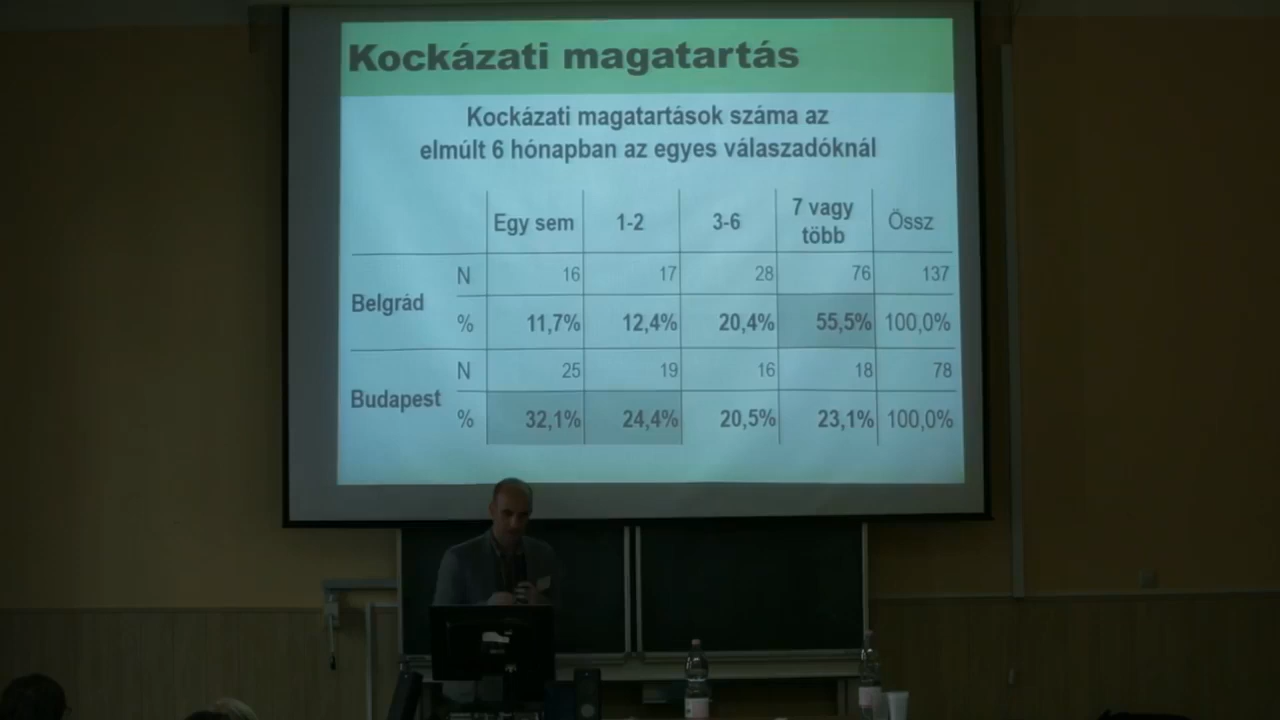 Kockázati magatartás
Kockázati magatartások száma az
elmúlt 6 hónapban az egyes válaszadóknál
Egy sem 1-2 3-6 7 vagy több Össz
Belgrád N 16 17 28 76 137
% 11,7% 12,4% 20,4% 55,5% 100,0%
Budapest N 25 19 16 18 78
% 32,1% 24,4% 20,5% 23,1% 100,0%